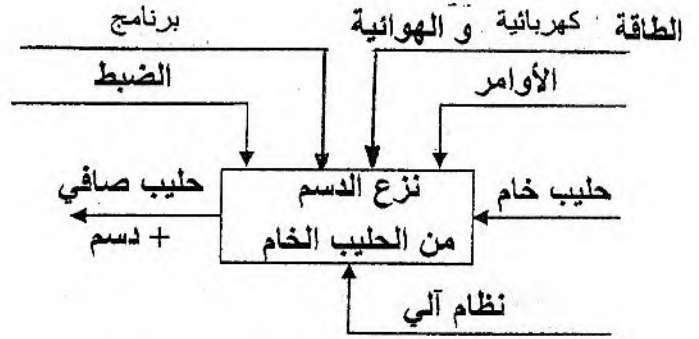 الطاقة كهربائية و الهوائية
برنامج
الأوامر
الضبط
حليب خام
نزع الدسم
من الحليب الخام
حليب صافي
+ دسم
نظام آلي